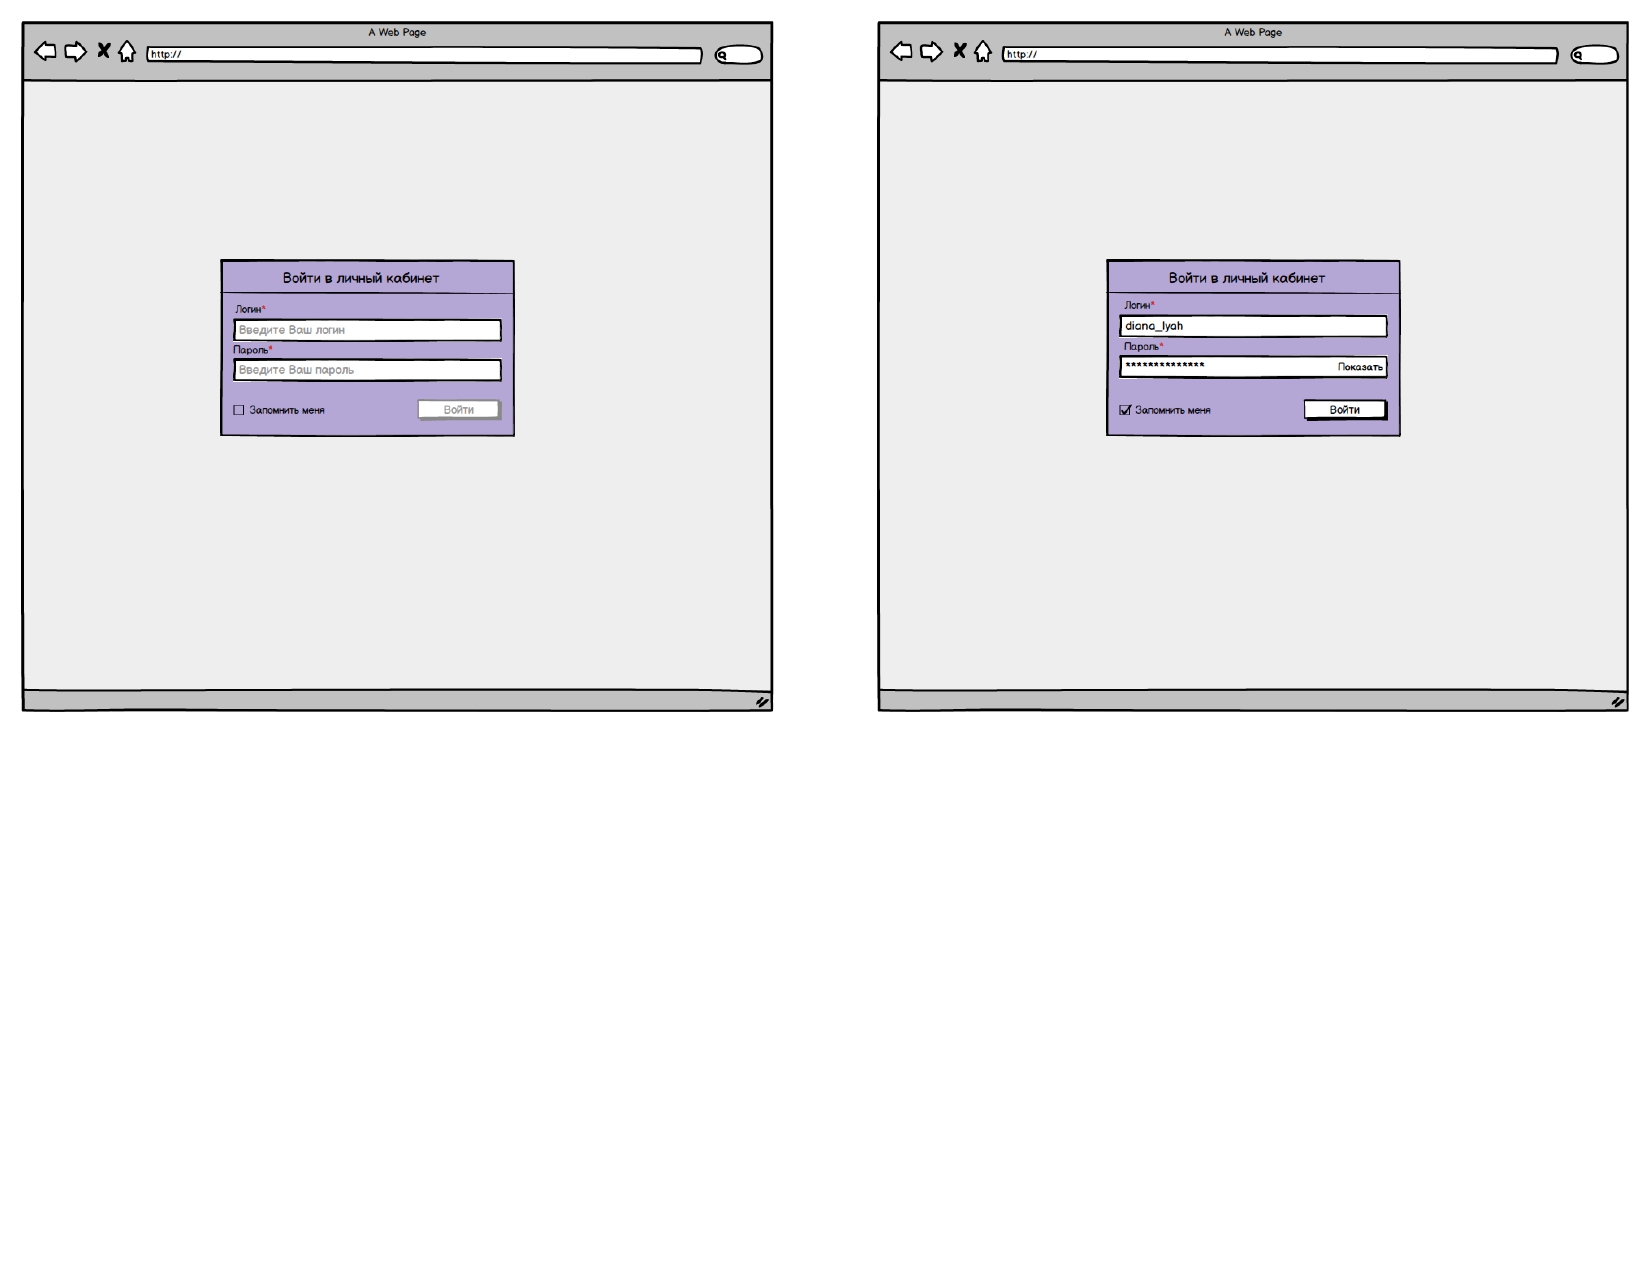 A Web Page
http://
Войти в личный кабинет
Логин*
Введите Ваш логин
Пароль*
Введите Ваш пароль
Запомнить меня
Войти
A Web Page
http://
Войти в личный кабинет
Логин*
diana_lyah
Пароль*
************** Показать
Запомнить меня
Войти